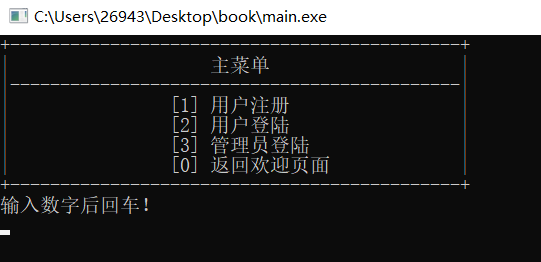 C:\Users\26943\Desktop\book\main.exe
主菜单
[1] 用户注册
[2] 用户登陆
[3] 管理员登陆
[0] 返回欢迎页面
输入数字后回车!